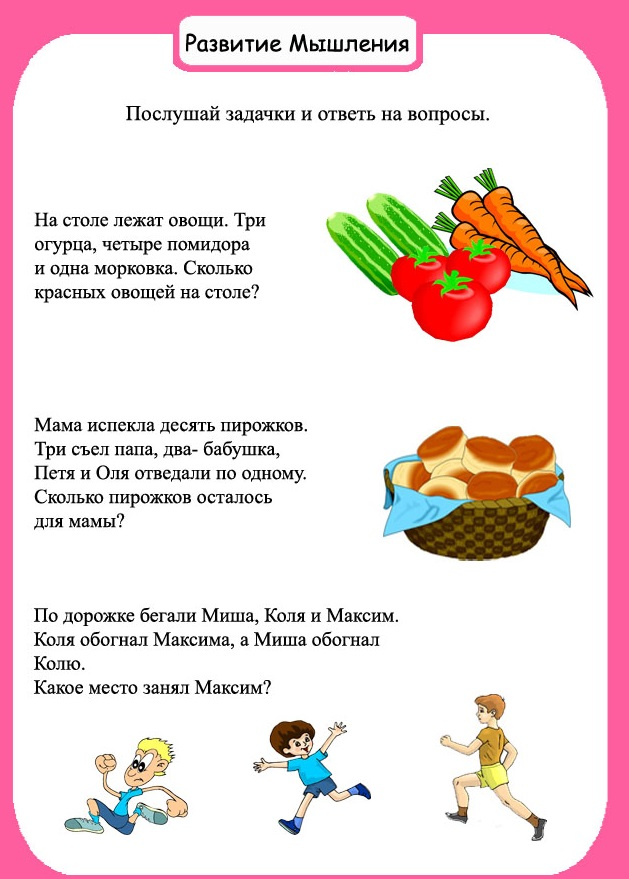 Развитие Мышления
Послушай задачки и ответь на вопросы.
На столе лежат овощи. Три
огурца, четыре помидора
и одна морковка. Сколько
красных овощей на столе?
Мама испекла десять пирожков.
Три съел папа, два- бабушка,
Петя и Оля отведали по одному.
Сколько пирожков осталось
для мамы?
По дорожке бегали Миша, Коля и Максим.
Коля обогнал Максима, а Миша обогнал
Колю.
Какое место занял Максим?